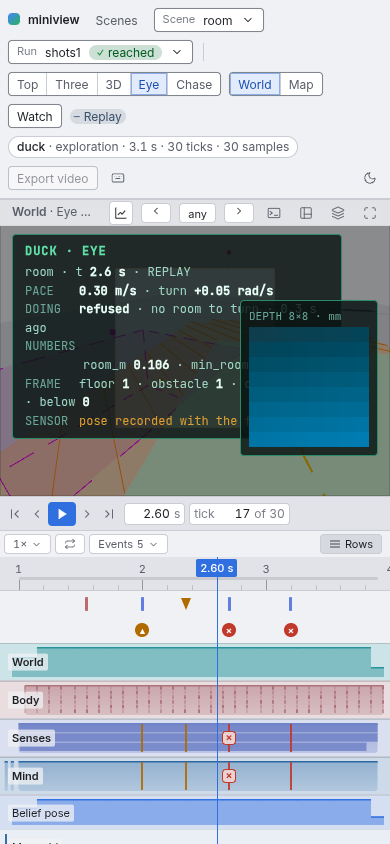 miniview Scenes Scene room
Run shots1 ✓ reached
Top Three 3D Eye Chase World Map
Watch – Replay
duck · exploration · 3.1 s · 30 ticks · 30 samples
Export video
World · Eye ... any
DUCK · EYE
room · t 2.6 s · REPLAY
PACE 0.30 m/s · turn +0.05 rad/s
DOING refused · no room to turn · 0.3 s
ago
NUMBERS
room_m 0.106 · min_room
FRAME floor 1 · obstacle 1 ·
· below 0
SENSOR pose recorded with the
DEPTH 8×8 · mm
2.60 s tick 17 of 30
1× Events 5 Rows
1 2 2.60 s 3 4
World
Body
Senses
Mind
Belief pose